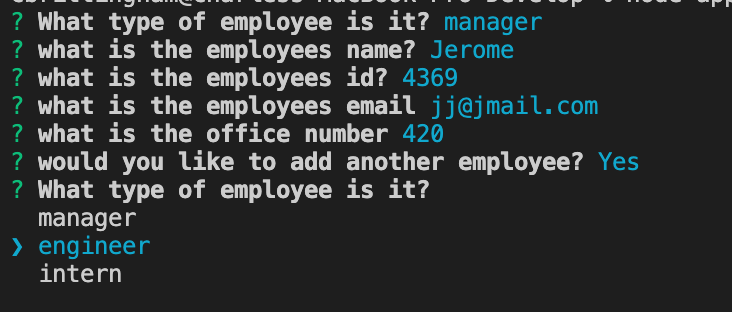 ? What type of employee is it? manager
? what is the employees name? Jerome
? what is the employees id? 4369
? what is the employees email jj@jmail.com
? what is the office number 420
? would you like to add another employee? Yes
? What type of employee is it?
manager
❯ engineer
intern